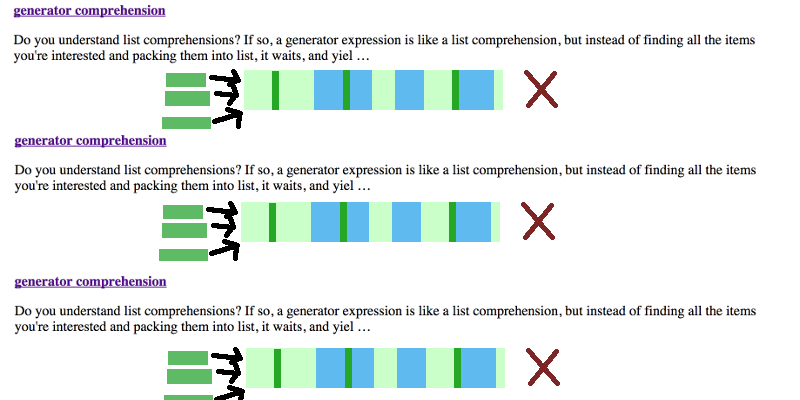 generator comprehension
Do you understand list comprehensions? If so, a generator expression is like a list comprehension, but instead of finding all the items
you're interested and packing them into list, it waits, and yiel …
generator comprehension
Do you understand list comprehensions? If so, a generator expression is like a list comprehension, but instead of finding all the items
you're interested and packing them into list, it waits, and yiel …
generator comprehension
Do you understand list comprehensions? If so, a generator expression is like a list comprehension, but instead of finding all the items
you're interested and packing them into list, it waits, and yiel …